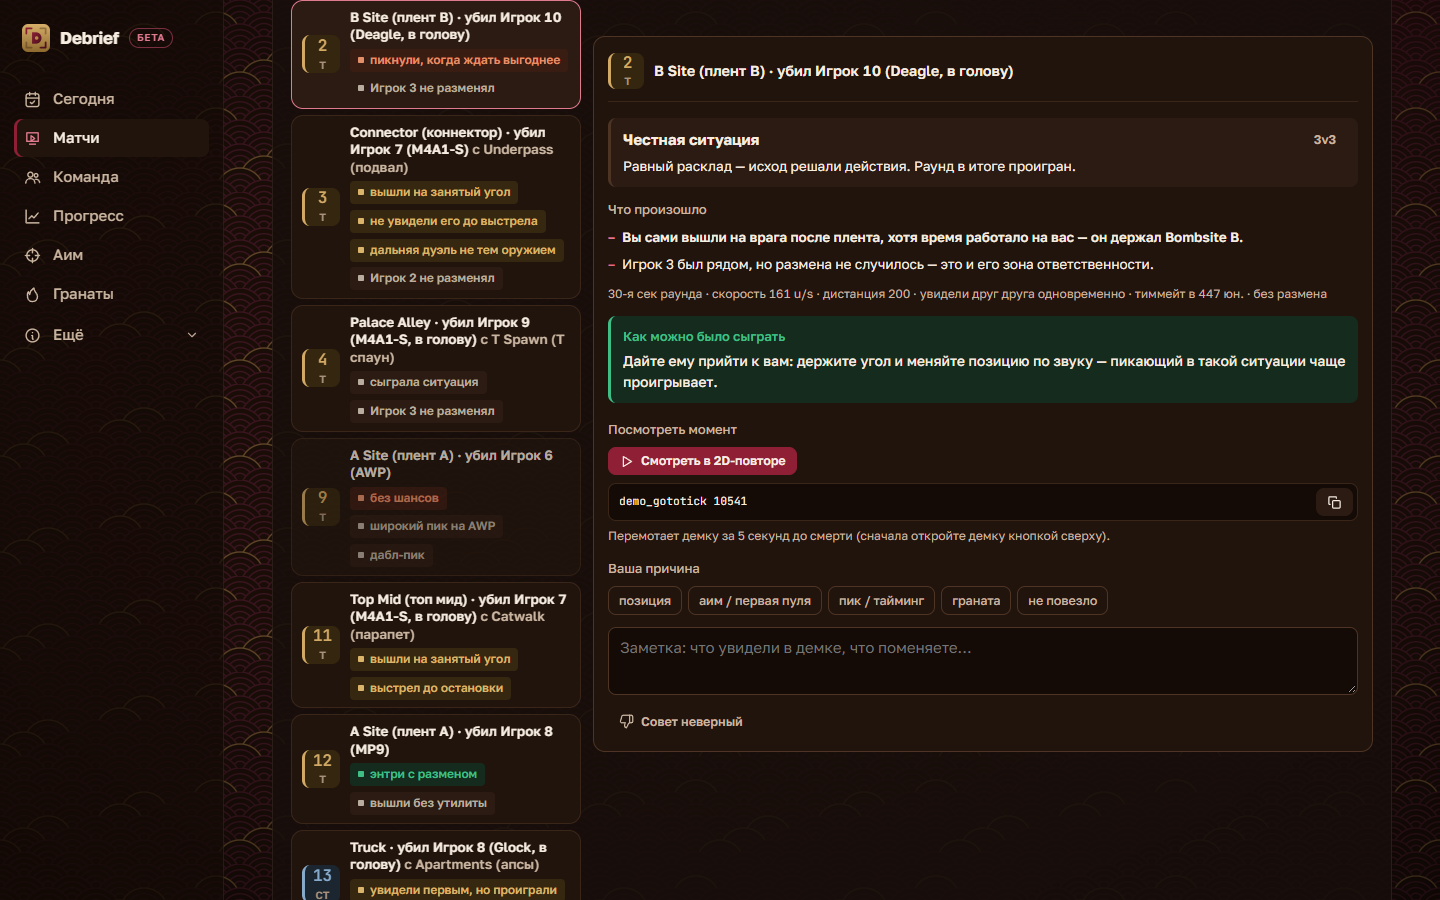 Debrief BETA
Сегодня
Матчи
Команда
Прогресс
Аим
Гранаты
Ещё
2
T
B Site (плент B) · убил Игрок 10
(Deagle, в голову)
пикнули, когда ждать выгоднее
Игрок 3 не разменял
3
T
Connector (коннектор) · убил
Игрок 7 (M4A1-S) с Underpass
(подвал)
вышли на занятый угол
не увидели его до выстрела
дальняя дуэль не тем оружием
Игрок 2 не разменял
4
T
Palace Alley · убил Игрок 9
(M4A1-S, в голову) с T Spawn (Т
спаун)
сыграла ситуация
Игрок 3 не разменял
9
T
A Site (плент A) · убил Игрок 6
(AWP)
без шансов
широкий пик на AWP
дабл-пик
11
T
Top Mid (топ мид) · убил Игрок 7
(M4A1-S, в голову) с Catwalk
(парапет)
вышли на занятый угол
выстрел до остановки
12
T
A Site (плент A) · убил Игрок 8
(MP9)
энтри с разменом
вышли без утилиты
13
CT
Truck · убил Игрок 8 (Glock, в
голову) с Apartments (апсы)
увидели первым, но проиграли
2
T
B Site (плент B) · убил Игрок 10 (Deagle, в голову)
Честная ситуация 3v3
Равный расклад — исход решали действия. Раунд в итоге проигран.
Что произошло
– Вы сами вышли на врага после плента, хотя время работало на вас — он держал Bombsite B.
– Игрок 3 был рядом, но размена не случилось — это и его зона ответственности.
30-я сек раунда · скорость 161 u/s · дистанция 200 · увидели друг друга одновременно · тиммейт в 447 юн. · без размена
Как можно было сыграть
Дайте ему прийти к вам: держите угол и меняйте позицию по звуку — пикающий в такой ситуации чаще
проигрывает.
Посмотреть момент
Смотреть в 2D-повторе
demo_gototick 10541
Перемотает демку за 5 секунд до смерти (сначала откройте демку кнопкой сверху).
Ваша причина
позиция аим / первая пуля пик / тайминг граната не повезло
Заметка: что увидели в демке, что поменяете…
Совет неверный